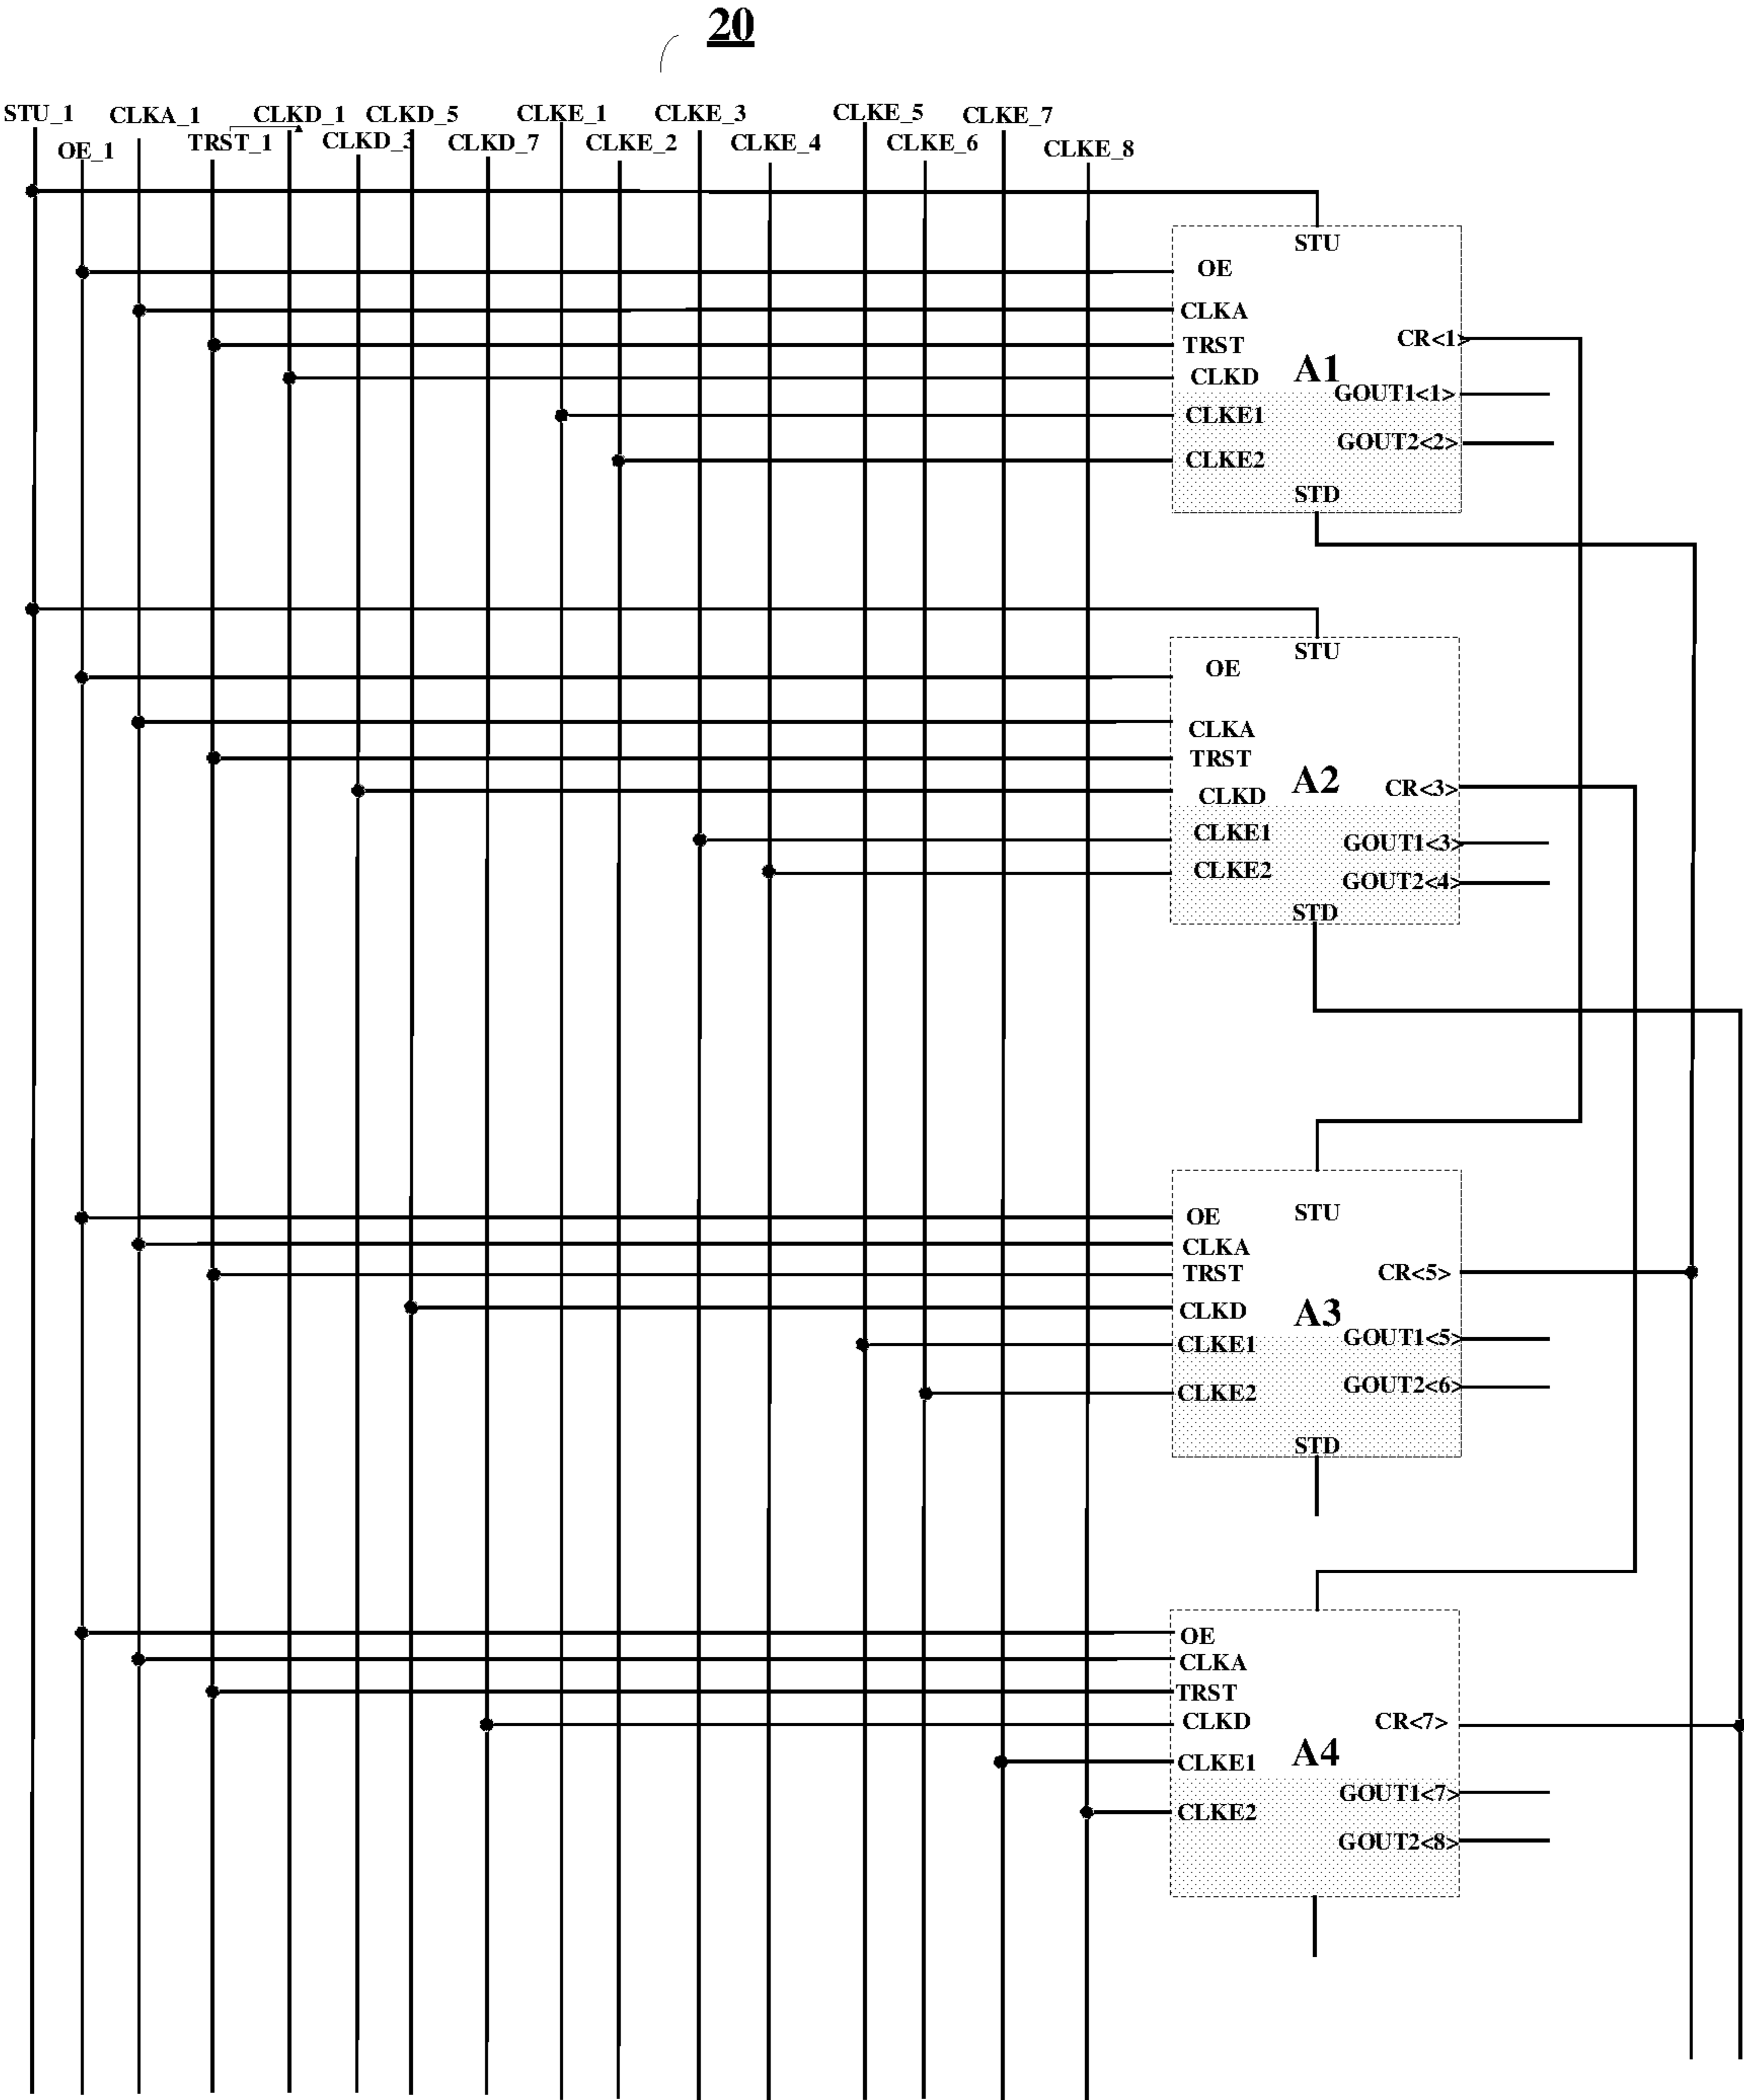 20
STU_1
CLKA_1
CLKD_1
CLKD_5
CLKE_1
CLKE_3
CLKE_5
CLKE_7
OE_1
TRST_1
CLKD_3
CLKD_7
CLKE_2
CLKE_4
CLKE_6
CLKE_8
STU
OE
CLKA
TRST
CLKD
CLKE1
CLKE2
A1
CR<1>
GOUT1<1>
GOUT2<2>
STD
STU
OE
CLKA
TRST
CLKD
CLKE1
CLKE2
A2
CR<3>
GOUT1<3>
GOUT2<4>
STD
STU
OE
CLKA
TRST
CLKD
CLKE1
CLKE2
A3
CR<5>
GOUT1<5>
GOUT2<6>
STD
OE
CLKA
TRST
CLKD
CLKE1
CLKE2
A4
CR<7>
GOUT1<7>
GOUT2<8>